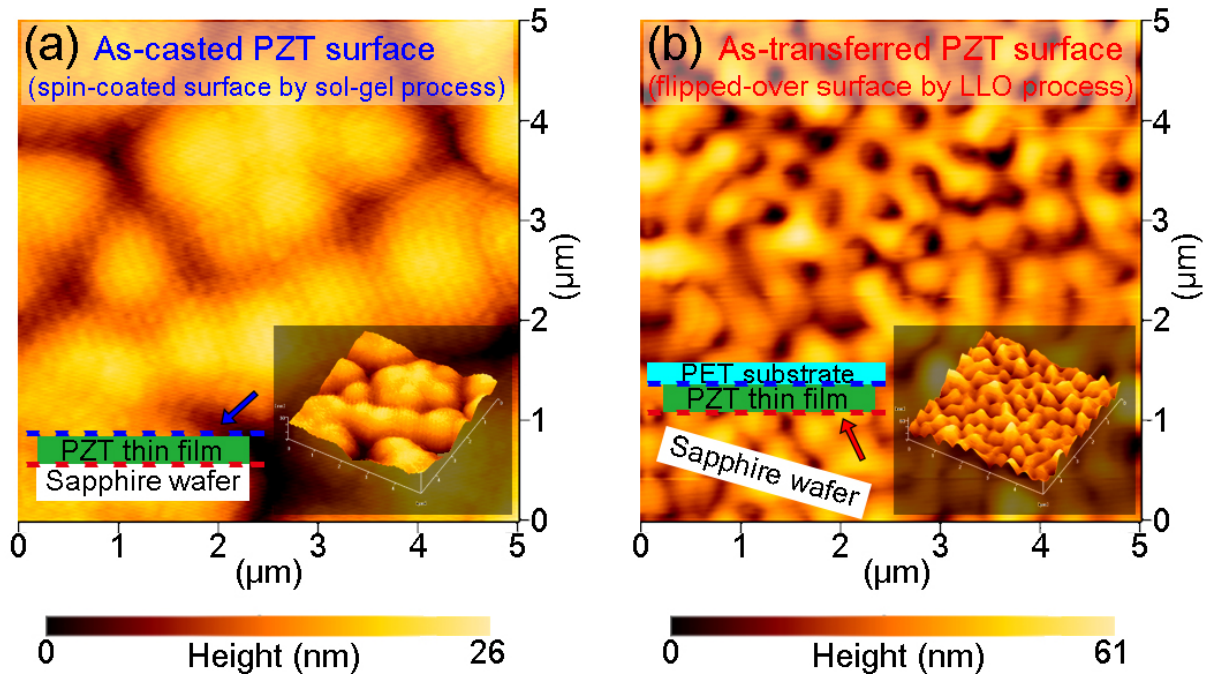 (a) As-casted PZT surface
(spin-coated surface by sol-gel process)
5
4
3
2
1
0
(µm)
PZT thin film
Sapphire wafer
0 1 2 3 4 5
(µm)
0 26
Height (nm)
(b) As-transferred PZT surface
(flipped-over surface by LLO process)
5
4
3
2
1
0
(µm)
PET substrate
PZT thin film
Sapphire wafer
0 1 2 3 4 5
(µm)
0 61
Height (nm)